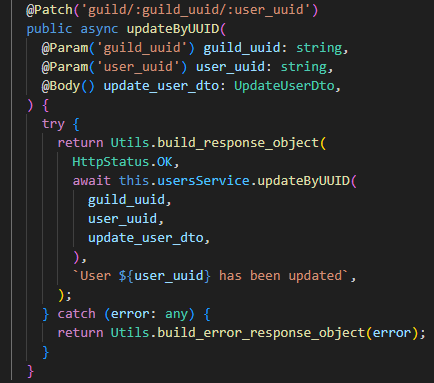 @Patch('guild/:guild_uuid/:user_uuid')
public async updateByUUID(
  @Param('guild_uuid') guild_uuid: string,
  @Param('user_uuid') user_uuid: string,
  @Body() update_user_dto: UpdateUserDto,
) {
  try {
    return Utils.build_response_object(
      HttpStatus.OK,
      await this.usersService.updateByUUID(
        guild_uuid,
        user_uuid,
        update_user_dto,
      ),
      `User ${user_uuid} has been updated`,
    );
  } catch (error: any) {
    return Utils.build_error_response_object(error);
  }
}